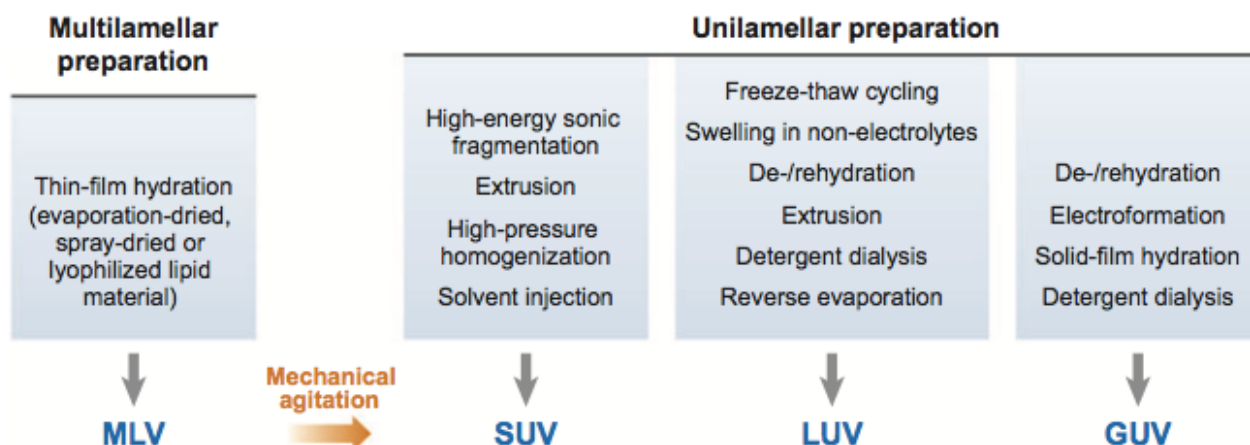 Multilamellar
preparation
Unilamellar preparation
Thin-film hydration
(evaporation-dried,
spray-dried or
lyophilized lipid
material)
High-energy sonic
fragmentation
Extrusion
High-pressure
homogenization
Solvent injection
Freeze-thaw cycling
Swelling in non-electrolytes
De-/rehydration
Extrusion
Detergent dialysis
Reverse evaporation
De-/rehydration
Electroformation
Solid-film hydration
Detergent dialysis
MLV
Mechanical
agitation
SUV
LUV
GUV